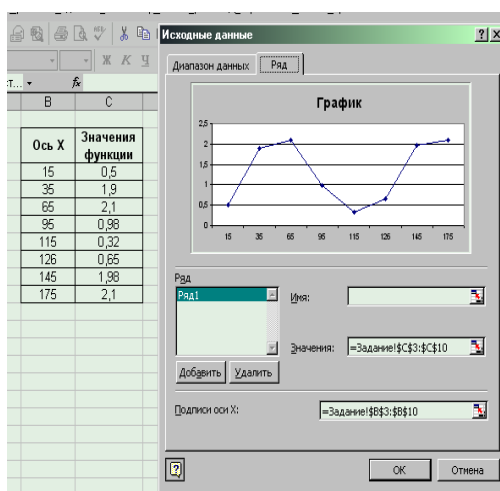 Исходные данные
Ж К Ч
Диапазон данных Ряд
fx
B C
Ось X Значения функции
15 0,5
35 1,9
65 2,1
95 0,98
115 0,32
126 0,65
145 1,98
175 2,1
График
2,5
2
1,5
1
0,5
0
15 35 65 95 115 126 145 175
Ряд
Ряд1
Имя:
Значения: =Задание!$C$3:$C$10
Добавить Удалить
Подписи оси X: =Задание!$B$3:$B$10
ОК Отмена